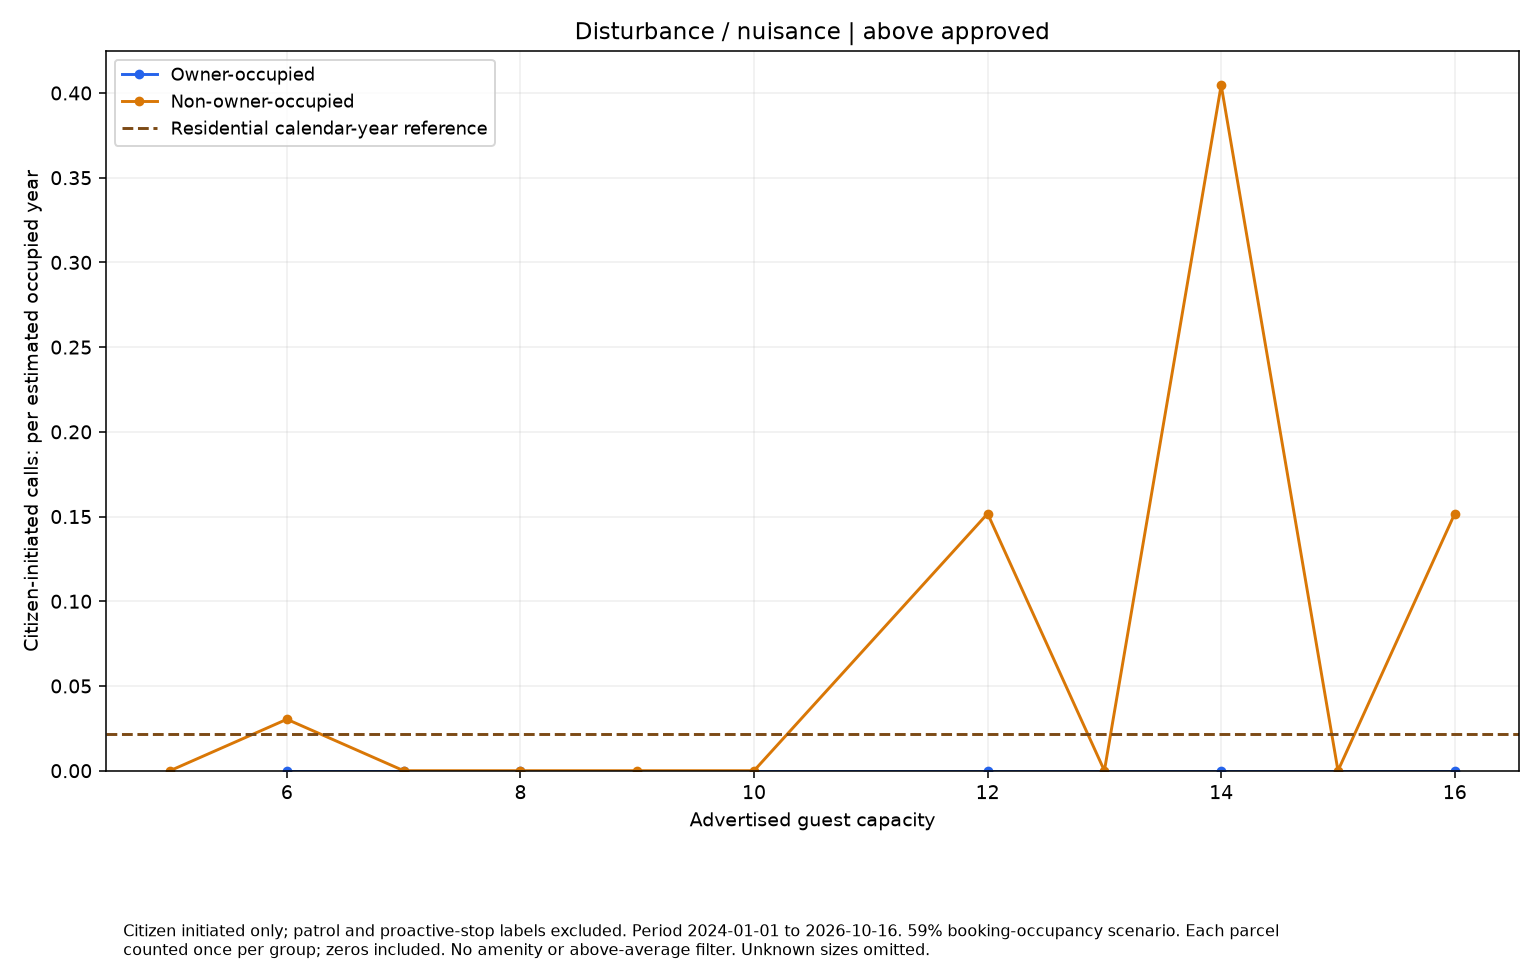 Disturbance / nuisance | above approved
Owner-occupied
Non-owner-occupied
Residential calendar-year reference
Citizen-initiated calls: per estimated occupied year
0.40
0.35
0.30
0.25
0.20
0.15
0.10
0.05
0.00
6 8 10 12 14 16
Advertised guest capacity
Citizen initiated only; patrol and proactive-stop labels excluded. Period 2024-01-01 to 2026-10-16. 59% booking-occupancy scenario. Each parcel
counted once per group; zeros included. No amenity or above-average filter. Unknown sizes omitted.